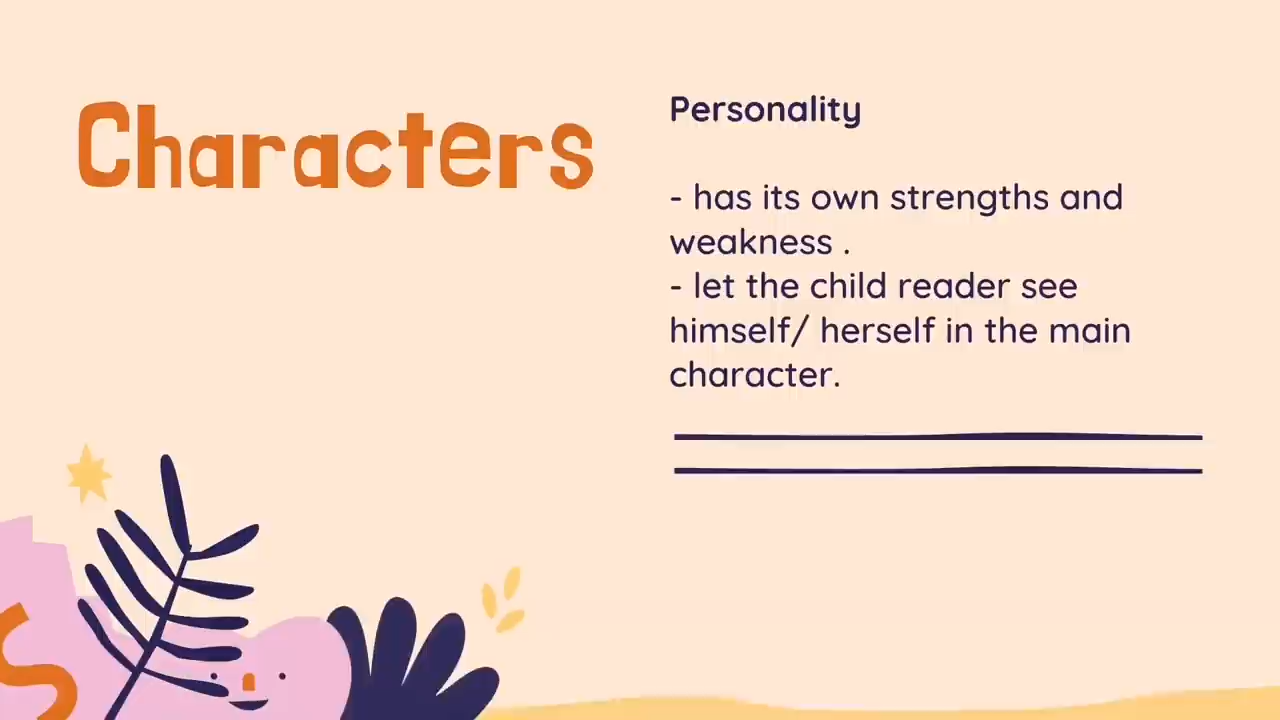 Characters
Personality
- has its own strengths and
weakness .
- let the child reader see
himself/ herself in the main
character.